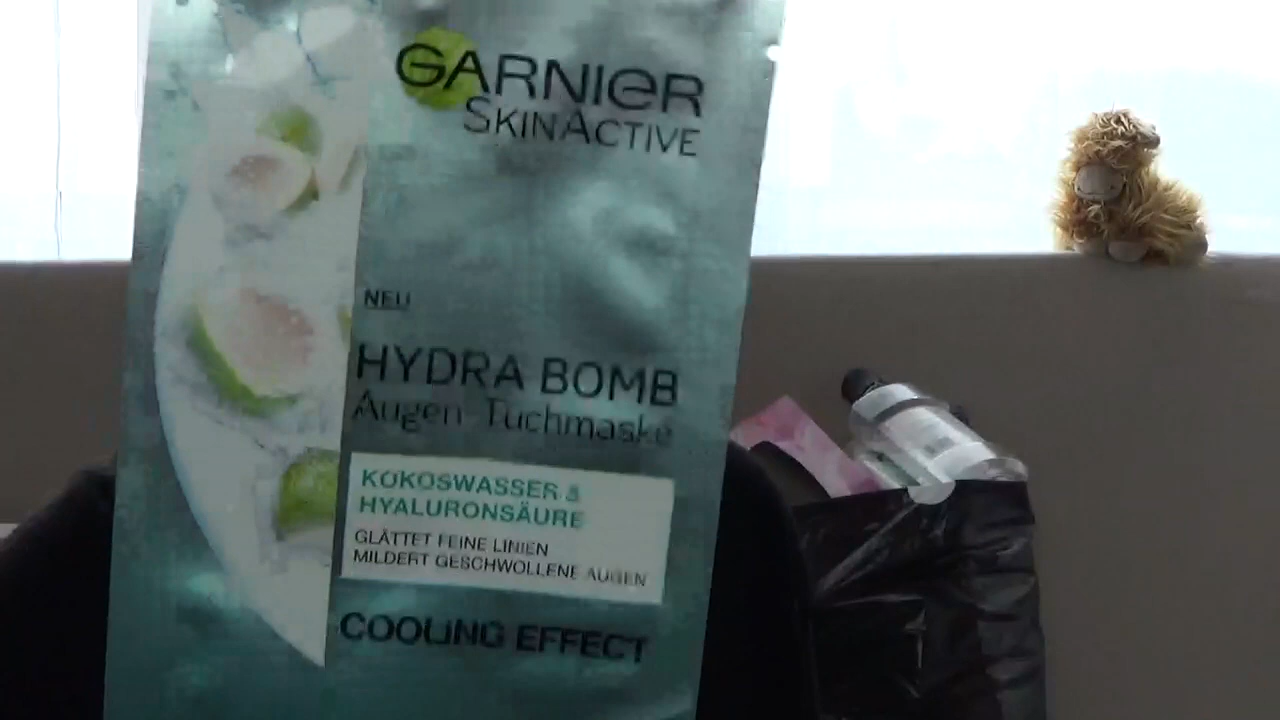 GARNIER
SKINACTIVE
NEU
HYDRA BOMB
Augen-Tuchmaske
KOKOSWASSER &
HYALURONSÄURE
GLÄTTET FEINE LINIEN
MILDERT GESCHWOLLENE AUGEN
COOLING EFFECT